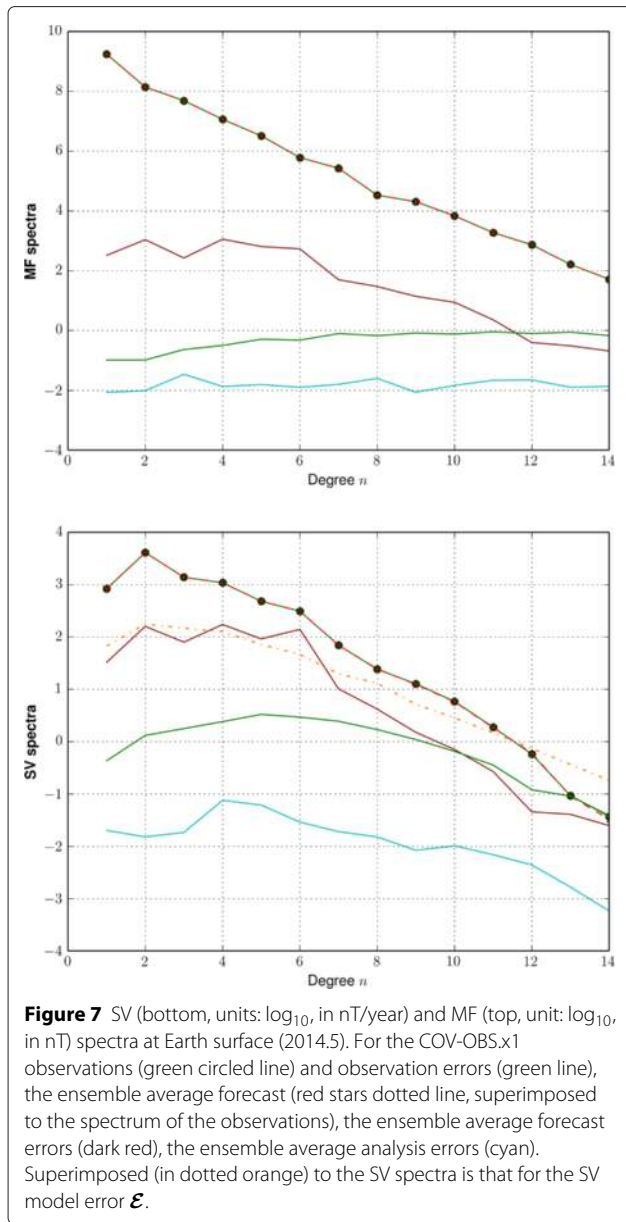 10
8
6
4
2
0
−2
−4
MF spectra
0 2 4 6 8 10 12 14
Degree n
4
3
2
1
0
−1
−2
−3
−4
SV spectra
0 2 4 6 8 10 12 14
Degree n
Figure 7 SV (bottom, units: log₁₀, in nT/year) and MF (top, unit: log₁₀,
in nT) spectra at Earth surface (2014.5). For the COV-OBS.x1
observations (green circled line) and observation errors (green line),
the ensemble average forecast (red stars dotted line, superimposed
to the spectrum of the observations), the ensemble average forecast
errors (dark red), the ensemble average analysis errors (cyan).
Superimposed (in dotted orange) to the SV spectra is that for the SV
model error ℰ.